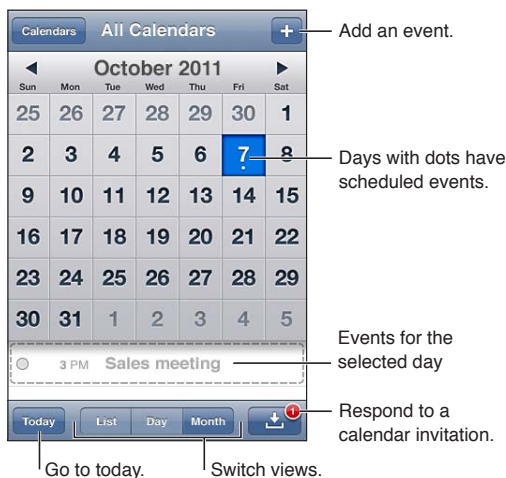 Calendars All Calendars +
Add an event.
October 2011
Sun Mon Tue Wed Thu Fri Sat
25 26 27 28 29 30 1
2 3 4 5 6 7 8
Days with dots have
scheduled events.
9 10 11 12 13 14 15
16 17 18 19 20 21 22
23 24 25 26 27 28 29
30 31 1 2 3 4 5
Events for the
selected day
3 PM Sales meeting
Today List Day Month 1
Respond to a
calendar invitation.
Go to today. Switch views.